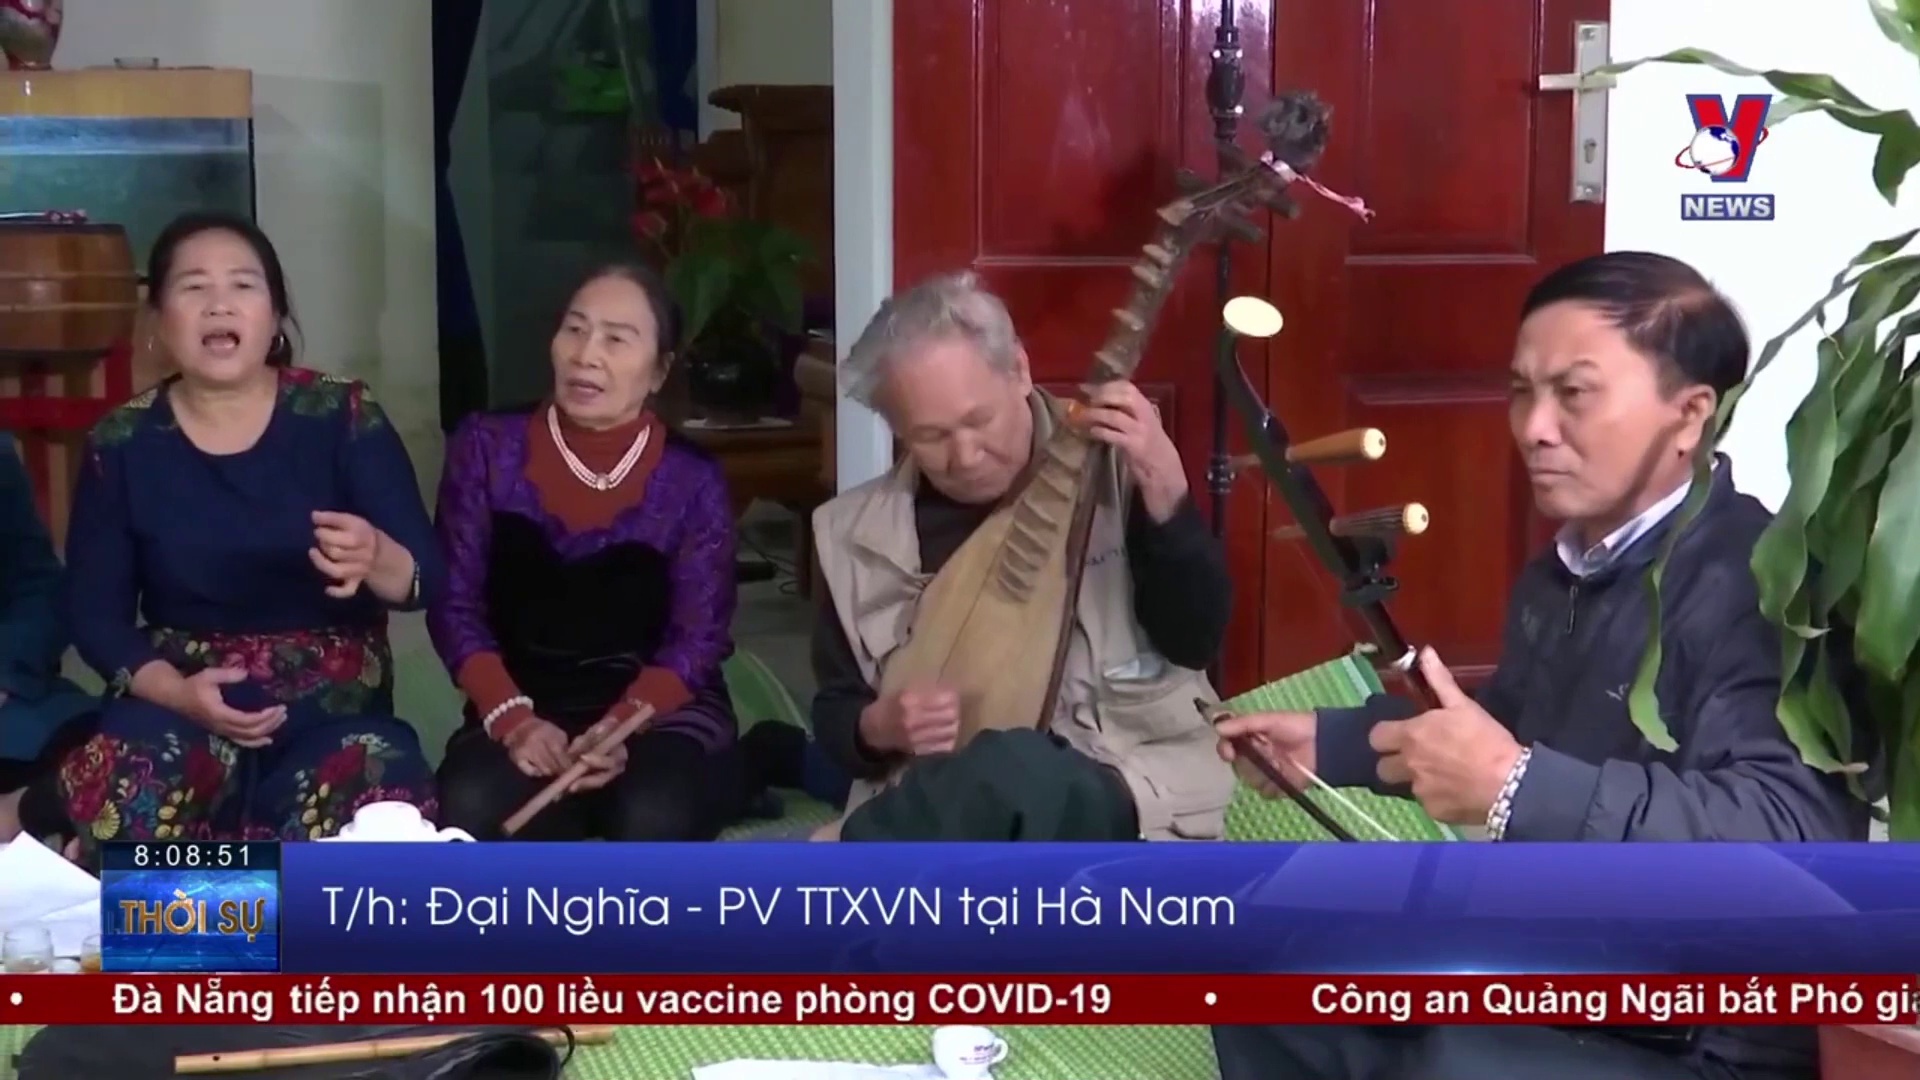 NEWS
8:08:51
THỜI SỰ
T/h: Đại Nghĩa - PV TTXVN tại Hà Nam
• Đà Nẵng tiếp nhận 100 liều vaccine phòng COVID-19 • Công an Quảng Ngãi bắt Phó